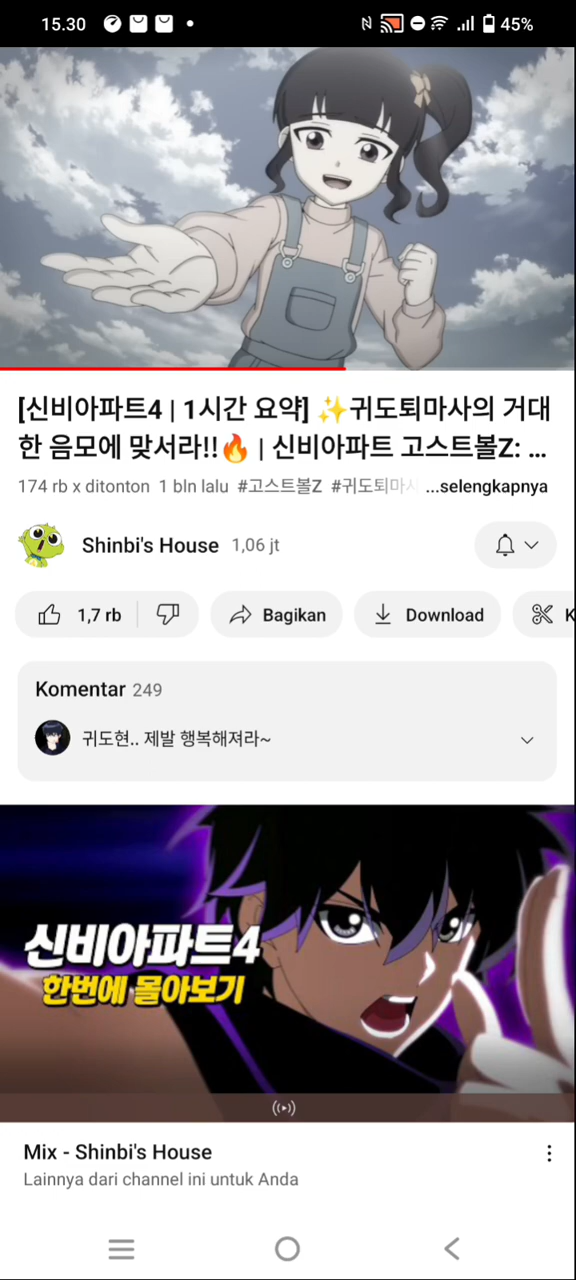 15.30
45%
[신비아파트4 | 1시간 요약] ✨귀도퇴마사의 거대
한 음모에 맞서라!!🔥 | 신비아파트 고스트볼Z: ...
174 rb x ditonton 1 bln lalu #고스트볼Z #귀도퇴마사 ...selengkapnya
Shinbi's House 1,06 jt
1,7 rb Bagikan Download K
Komentar 249
귀도현.. 제발 행복해져라~
신비아파트4
한번에 몰아보기
Mix - Shinbi's House
Lainnya dari channel ini untuk Anda